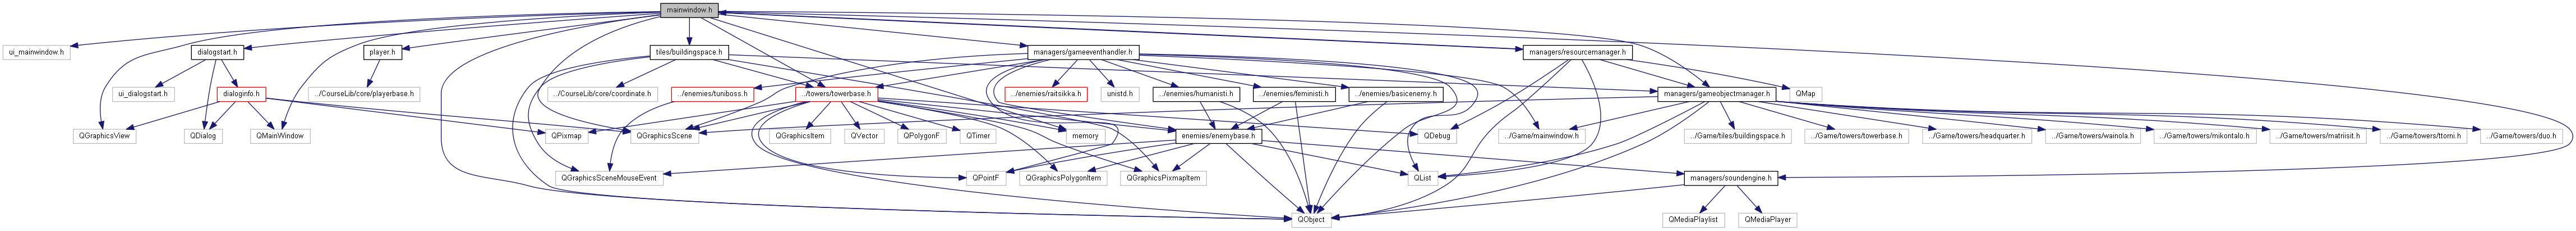 mainwindow.h
ui_mainwindow.h
dialogstart.h
player.h
tiles/buildingspace.h
managers/gameeventhandler.h
managers/resourcemanager.h
ui_dialogstart.h
dialoginfo.h
../CourseLib/core/playerbase.h
../CourseLib/core/coordinate.h
../enemies/tuniboss.h
../towers/towerbase.h
../enemies/raitsikka.h
unistd.h
../enemies/humanisti.h
../enemies/feministi.h
../enemies/basicenemy.h
managers/gameobjectmanager.h
QMap
QGraphicsView
QDialog
QMainWindow
QPixmap
QGraphicsScene
QGraphicsItem
QVector
QPolygonF
QTimer
memory
enemies/enemybase.h
QDebug
../Game/mainwindow.h
../Game/tiles/buildingspace.h
../Game/towers/towerbase.h
../Game/towers/headquarter.h
../Game/towers/wainola.h
../Game/towers/mikontalo.h
../Game/towers/matriisit.h
../Game/towers/ttorni.h
../Game/towers/duo.h
QGraphicsSceneMouseEvent
QPointF
QGraphicsPolygonItem
QGraphicsPixmapItem
QList
managers/soundengine.h
QObject
QMediaPlaylist
QMediaPlayer